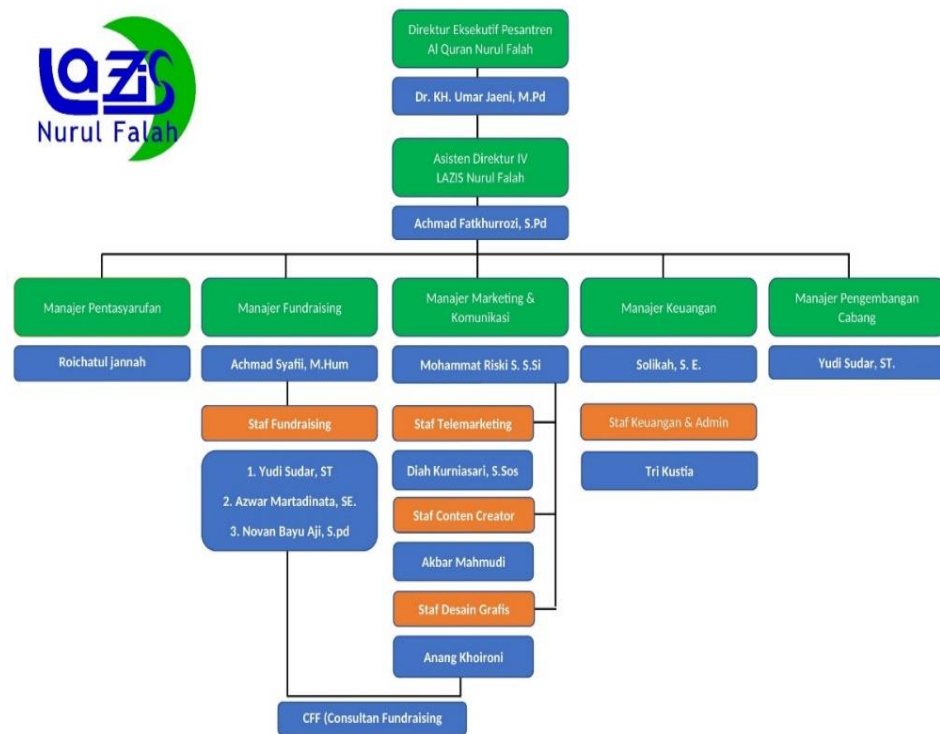 LAZiS
Nurul Falah
Direktur Eksekutif Pesantren
Al Quran Nurul Falah
Dr. KH. Umar Jaeni, M.Pd
Asisten Direktur IV
LAZIS Nurul Falah
Achmad Fatkhurrozi, S.Pd
Manajer Pentasyarufan
Roichatul jannah
Manajer Fundraising
Achmad Syafii, M.Hum
Staf Fundraising
1. Yudi Sudar, ST
2. Azwar Martadinata, SE.
3. Novan Bayu Aji, S.pd
Manajer Marketing &
Komunikasi
Mohammat Riski S. S.Si
Staf Telemarketing
Diah Kurniasari, S.Sos
Staf Conten Creator
Akbar Mahmudi
Staf Desain Grafis
Anang Khoironi
Manajer Keuangan
Solikah, S. E.
Staf Keuangan & Admin
Tri Kustia
Manajer Pengembangan
Cabang
Yudi Sudar, ST.
CFF (Consultan Fundraising